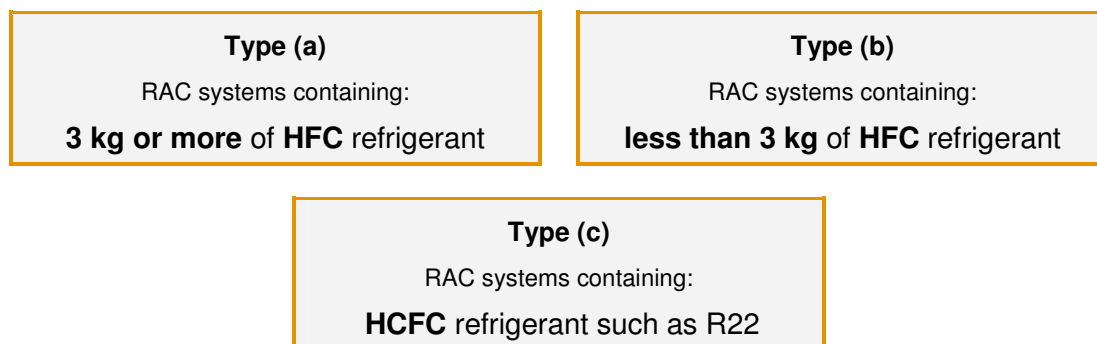 Type (a)
RAC systems containing:
3 kg or more of HFC refrigerant
Type (b)
RAC systems containing:
less than 3 kg of HFC refrigerant
Type (c)
RAC systems containing:
HCFC refrigerant such as R22